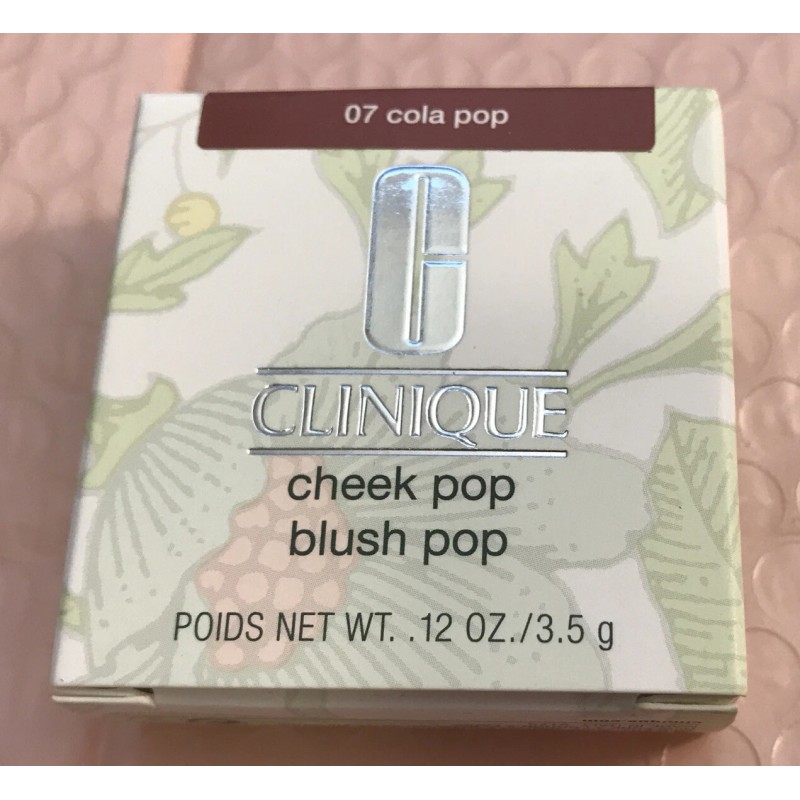 07 cola pop
C
CLINIQUE
cheek pop
blush pop
POIDS NET WT. .12 OZ./3.5 g